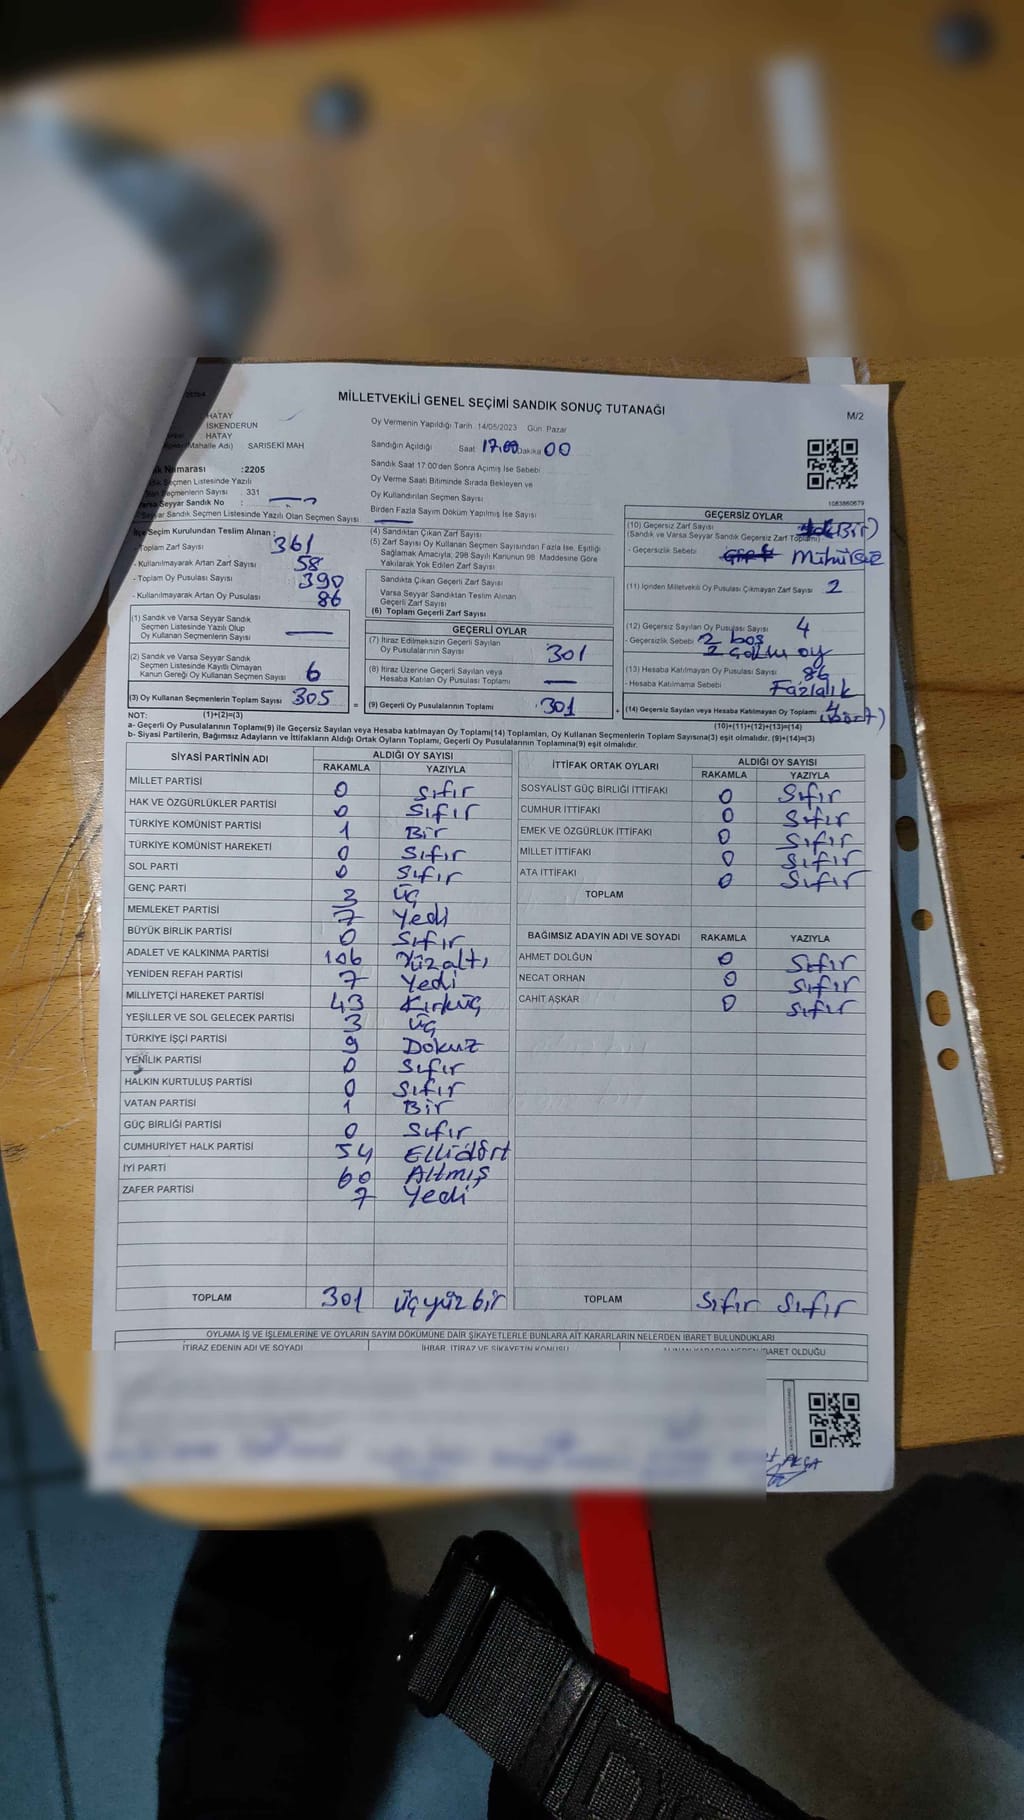 MİLLETVEKİLİ GENEL SEÇİMİ SANDIK SONUÇ TUTANAĞI
M/2
HATAY
İSKENDERUN
HATAY
Mahalle Adı) SARISEKİ MAH
Numarası :2205
Seçmen Listesinde Yazılı
Seçmenlerin Sayısı : 331
Seyyar Sandık No :
Seyyar Sandık Seçmen Listesinde Yazılı Olan Seçmen Sayısı
Oy Vermenin Yapıldığı Tarih: 14/05/2023 Gün: Pazar
Sandığın Açıldığı Saat: 17:00 Dakika 00
Sandık Saat 17:00'den Sonra Açılmış İse Sebebi
Oy Verme Saati Bitiminde Sırada Bekleyen ve
Oy Kullandırılan Seçmen Sayısı
Birden Fazla Sayım Döküm Yapılmış İse Sayısı
1083860679
İlçe Seçim Kurulundan Teslim Alınan :
- Toplam Zarf Sayısı 361
- Kullanılmayarak Artan Zarf Sayısı 58
- Toplam Oy Pusulası Sayısı 390
- Kullanılmayarak Artan Oy Pusulası 86
(1) Sandık ve Varsa Seyyar Sandık
Seçmen Listesinde Yazılı Olup
Oy Kullanan Seçmenlerin Sayısı —
(2) Sandık ve Varsa Seyyar Sandık
Seçmen Listesinde Kayıtlı Olmayan
Kanun Gereği Oy Kullanan Seçmen Sayısı 6
(3) Oy Kullanan Seçmenlerin Toplam Sayısı 305
(1)+(2)=(3)
(4) Sandıktan Çıkan Zarf Sayısı
(5) Zarf Sayısı Oy Kullanan Seçmen Sayısından Fazla İse, Eşitliği
Sağlamak Amacıyla, 298 Sayılı Kanunun 98. Maddesine Göre
Yakılarak Yok Edilen Zarf Sayısı
Sandıkta Çıkan Geçerli Zarf Sayısı
Varsa Seyyar Sandıktan Teslim Alınan
Geçerli Zarf Sayısı
(6) Toplam Geçerli Zarf Sayısı
GEÇERLİ OYLAR
(7) İtiraz Edilmeksizin Geçerli Sayılan
Oy Pusulalarının Sayısı 301
(8) İtiraz Üzerine Geçerli Sayılan veya
Hesaba Katılan Oy Pusulası Toplamı —
= (9) Geçerli Oy Pusulalarının Toplamı 301
GEÇERSİZ OYLAR
(10) Geçersiz Zarf Sayısı
(Sandık ve Varsa Seyyar Sandık Geçersiz Zarf Toplamı) (Bir)
- Geçersizlik Sebebi Mühürsüz
(11) İçinden Milletvekili Oy Pusulası Çıkmayan Zarf Sayısı 2
(12) Geçersiz Sayılan Oy Pusulası Sayısı 4
- Geçersizlik Sebebi 2 boş
2 oy
(13) Hesaba Katılmayan Oy Pusulası Sayısı 86
- Hesaba Katılmama Sebebi Fazlalık
+ (14) Geçersiz Sayılan veya Hesaba Katılmayan Oy Toplamı 4 (Dört)
(10)+(11)+(12)+(13)=(14)
NOT:
a- Geçerli Oy Pusulalarının Toplamı(9) ile Geçersiz Sayılan veya Hesaba katılmayan Oy Toplamı(14) Toplamları, Oy Kullanan Seçmenlerin Toplam Sayısına(3) eşit olmalıdır. (9)+(14)=(3)
b- Siyasi Partilerin, Bağımsız Adayların ve İttifakların Aldığı Ortak Oyların Toplamı, Geçerli Oy Pusulalarının Toplamına(9) eşit olmalıdır.
SİYASİ PARTİNİN ADI ALDIĞI OY SAYISI
RAKAMLA YAZIYLA
MİLLET PARTİSİ 0 Sıfır
HAK VE ÖZGÜRLÜKLER PARTİSİ 0 Sıfır
TÜRKİYE KOMÜNİST PARTİSİ 1 Bir
TÜRKİYE KOMÜNİST HAREKETİ 0 Sıfır
SOL PARTİ 0 Sıfır
GENÇ PARTİ 3 Üç
MEMLEKET PARTİSİ 7 Yedi
BÜYÜK BİRLİK PARTİSİ 0 Sıfır
ADALET VE KALKINMA PARTİSİ 106 Yüzaltı
YENİDEN REFAH PARTİSİ 7 Yedi
MİLLİYETÇİ HAREKET PARTİSİ 43 Kırküç
YEŞİLLER VE SOL GELECEK PARTİSİ 3 Üç
TÜRKİYE İŞÇİ PARTİSİ 9 Dokuz
YENİLİK PARTİSİ 0 Sıfır
HALKIN KURTULUŞ PARTİSİ 0 Sıfır
VATAN PARTİSİ 1 Bir
GÜÇ BİRLİĞİ PARTİSİ 0 Sıfır
CUMHURİYET HALK PARTİSİ 54 Ellidört
İYİ PARTİ 60 Altmış
ZAFER PARTİSİ 7 Yedi
TOPLAM 301 üçyüzbir
İTTİFAK ORTAK OYLARI ALDIĞI OY SAYISI
RAKAMLA YAZIYLA
SOSYALİST GÜÇ BİRLİĞİ İTTİFAKI 0 Sıfır
CUMHUR İTTİFAKI 0 Sıfır
EMEK VE ÖZGÜRLÜK İTTİFAKI 0 Sıfır
MİLLET İTTİFAKI 0 Sıfır
ATA İTTİFAKI 0 Sıfır
TOPLAM
BAĞIMSIZ ADAYIN ADI VE SOYADI RAKAMLA YAZIYLA
AHMET DOLĞUN 0 Sıfır
NECAT ORHAN 0 Sıfır
CAHİT AŞKAR 0 Sıfır
TOPLAM Sıfır Sıfır
OYLAMA İŞ VE İŞLEMLERİNE VE OYLARIN SAYIM DÖKÜMÜNE DAİR ŞİKAYETLERLE BUNLARA AİT KARARLARIN NELERDEN İBARET BULUNDUKLARI
İTİRAZ EDENİN ADI VE SOYADI İHBAR, İTİRAZ VE ŞİKAYETİN KONUSU İBARET OLDUĞU
AKÇA